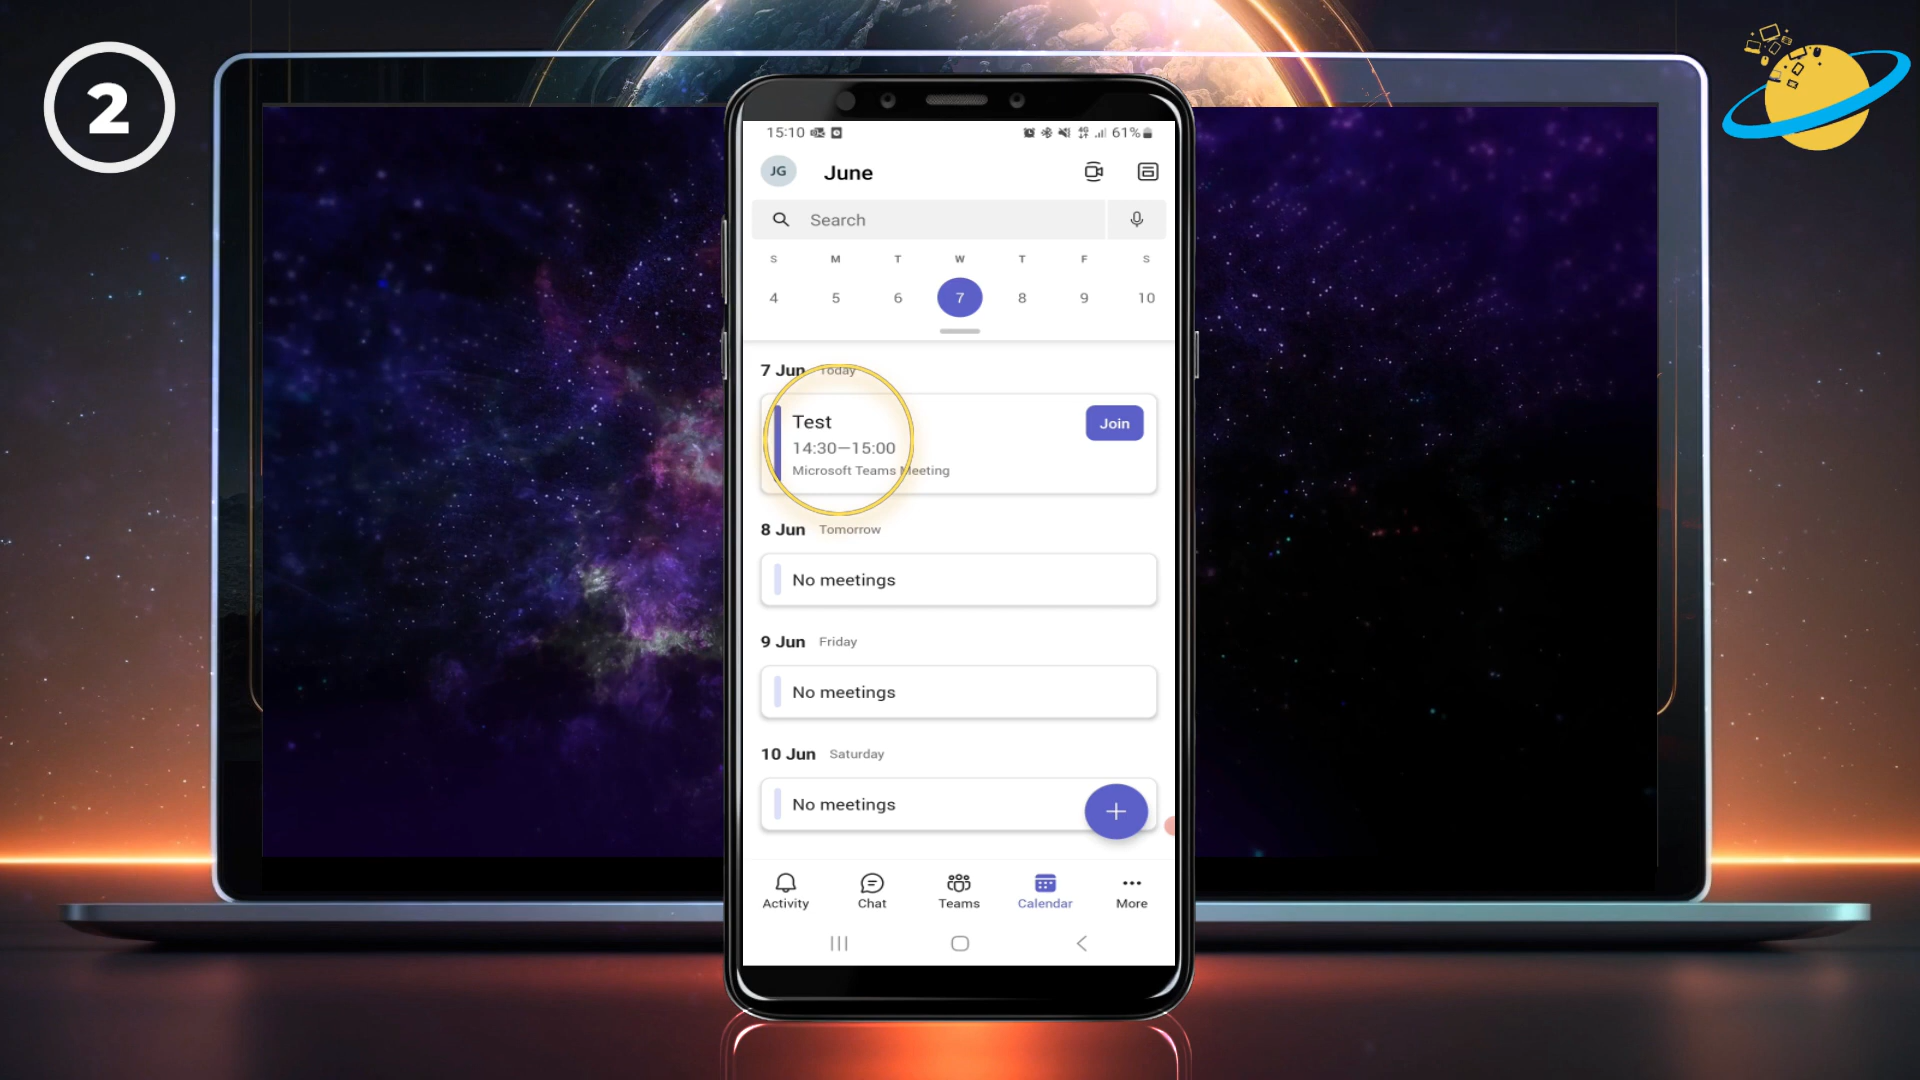 2
15:10 61%
JG June
Search
S M T W T F S
4 5 6 7 8 9 10
7 Jun Today
Test
Join
14:30—15:00
Microsoft Teams Meeting
8 Jun Tomorrow
No meetings
9 Jun Friday
No meetings
10 Jun Saturday
No meetings
Activity Chat Teams Calendar More